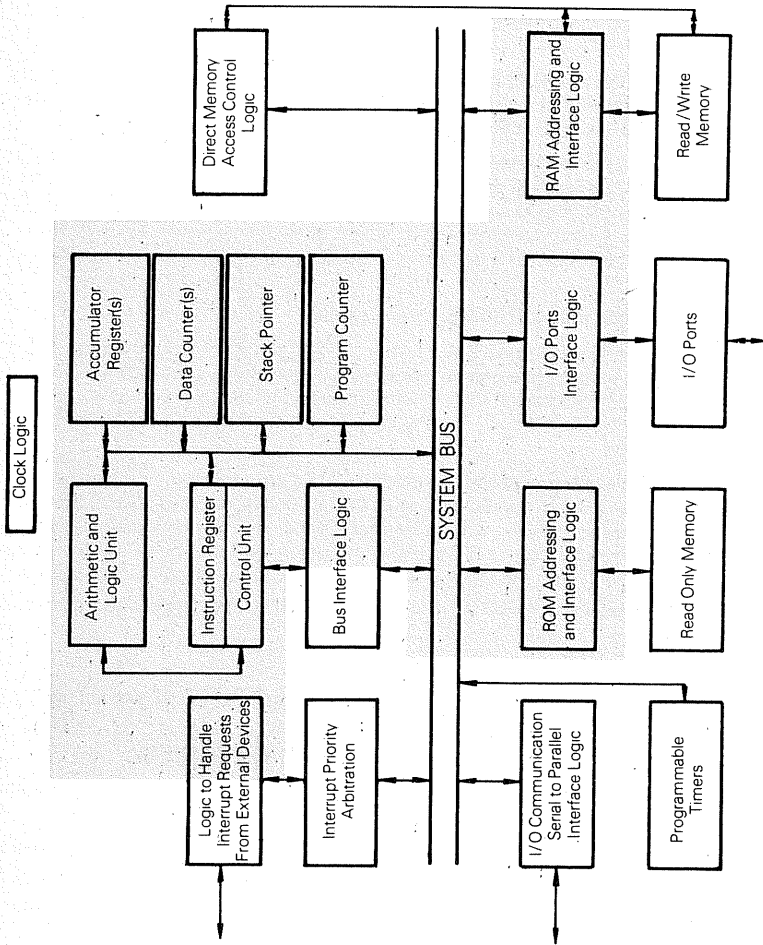 Clock Logic
Arithmetic and
Logic Unit
Accumulator
Register(s)
Logic to Handle
Interrupt Requests
From External Devices
Instruction Register
Control Unit
Data Counter(s)
Stack Pointer
Program Counter
Direct Memory
Access Control
Logic
Interrupt Priority
Arbitration
Bus Interface Logic
SYSTEM BUS
I/O Communication
Serial to Parallel
Interface Logic
ROM Addressing
and Interface Logic
I/O Ports
Interface Logic
RAM Addressing and
Interface Logic
Programmable
Timers
Read Only Memory
I/O Ports
Read/Write
Memory